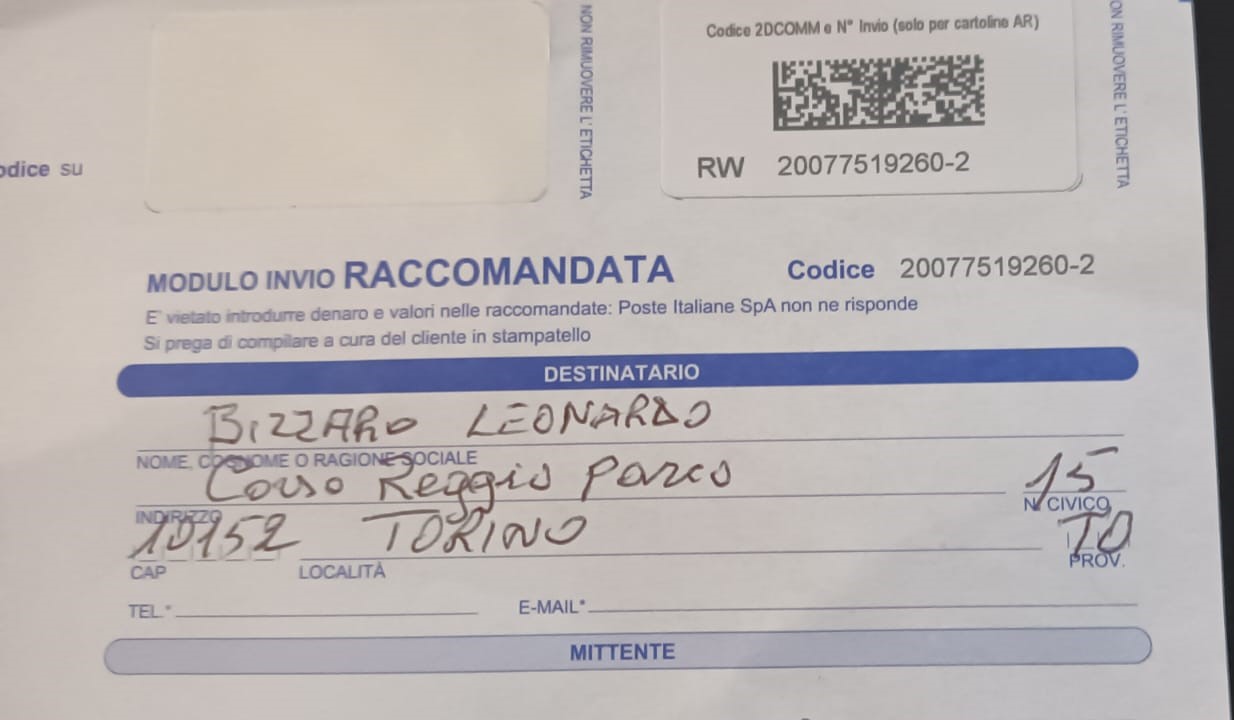 Codice 2DCOMM e N° Invio (solo per cartoline AR)
NON RIMUOVERE L'ETICHETTA
ON RIMUOVERE L'ETICHETTA
odice su
RW 20077519260-2
MODULO INVIO RACCOMANDATA
Codice 20077519260-2
E' vietato introdurre denaro e valori nelle raccomandate: Poste Italiane SpA non ne risponde
Si prega di compilare a cura del cliente in stampatello
DESTINATARIO
BIZZARO LEONARDO
NOME, COGNOME O RAGIONE SOCIALE
Corso Reggio Parco 15
INDIRIZZO N. CIVICO
10152 TORINO TO
CAP LOCALITÀ PROV.
TEL.* E-MAIL*
MITTENTE